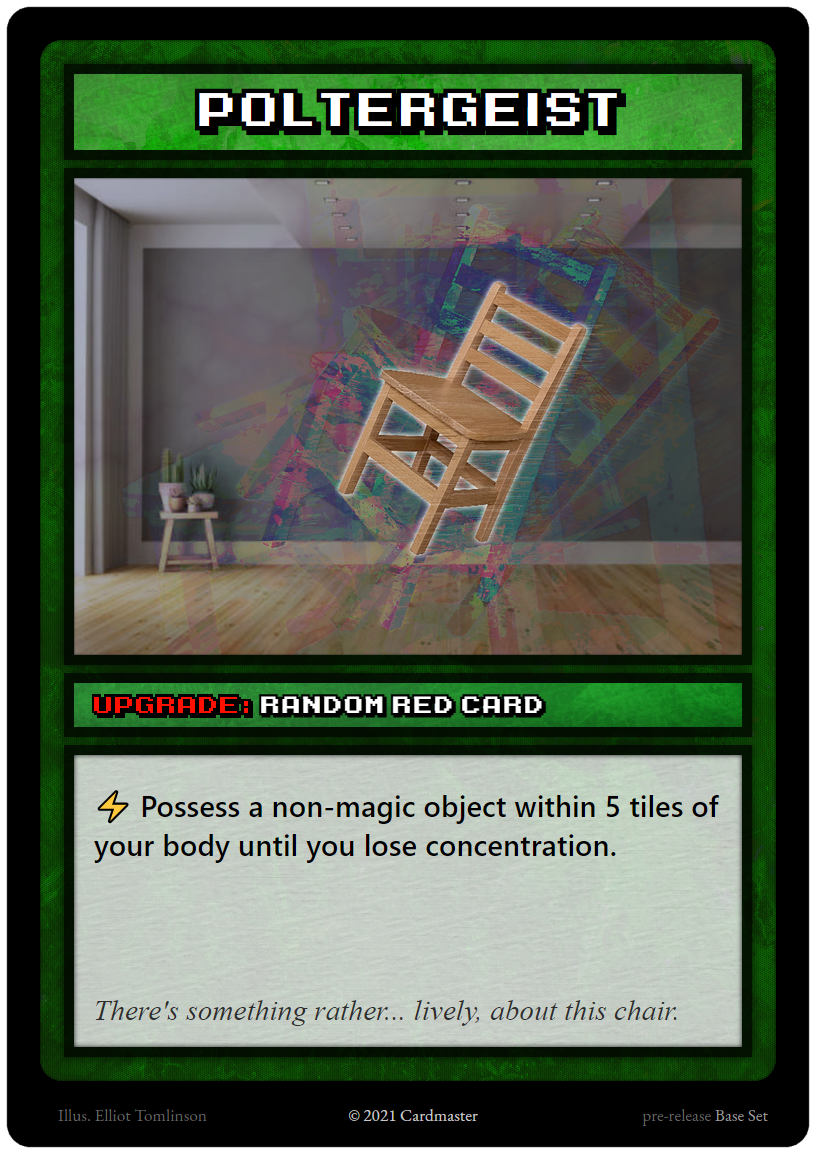 POLTERGEIST
UPGRADE: RANDOM RED CARD
⚡ Possess a non-magic object within 5 tiles of
your body until you lose concentration.
There's something rather... lively, about this chair.
Illus. Elliot Tomlinson © 2021 Cardmaster pre-release Base Set